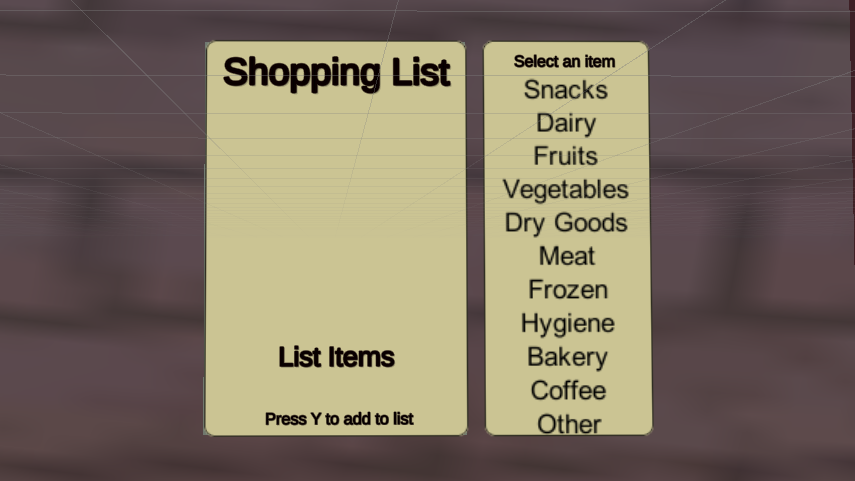 Shopping List
List Items
Press Y to add to list
Select an item
Snacks
Dairy
Fruits
Vegetables
Dry Goods
Meat
Frozen
Hygiene
Bakery
Coffee
Other